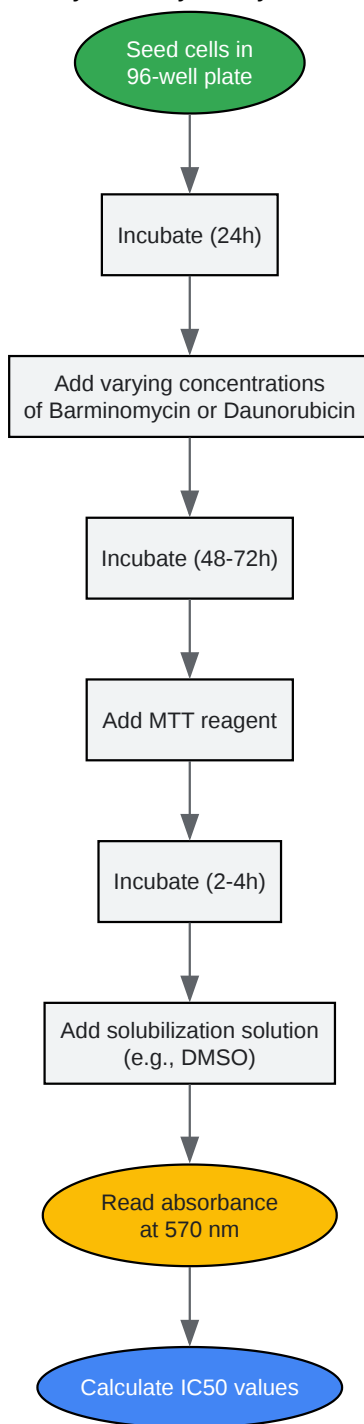 Seed cells in
96-well plate
Incubate (24h)
Add varying concentrations
of Barminomycin or Daunorubicin
Incubate (48-72h)
Add MTT reagent
Incubate (2-4h)
Add solubilization solution
(e.g., DMSO)
Read absorbance
at 570 nm
Calculate IC50 values